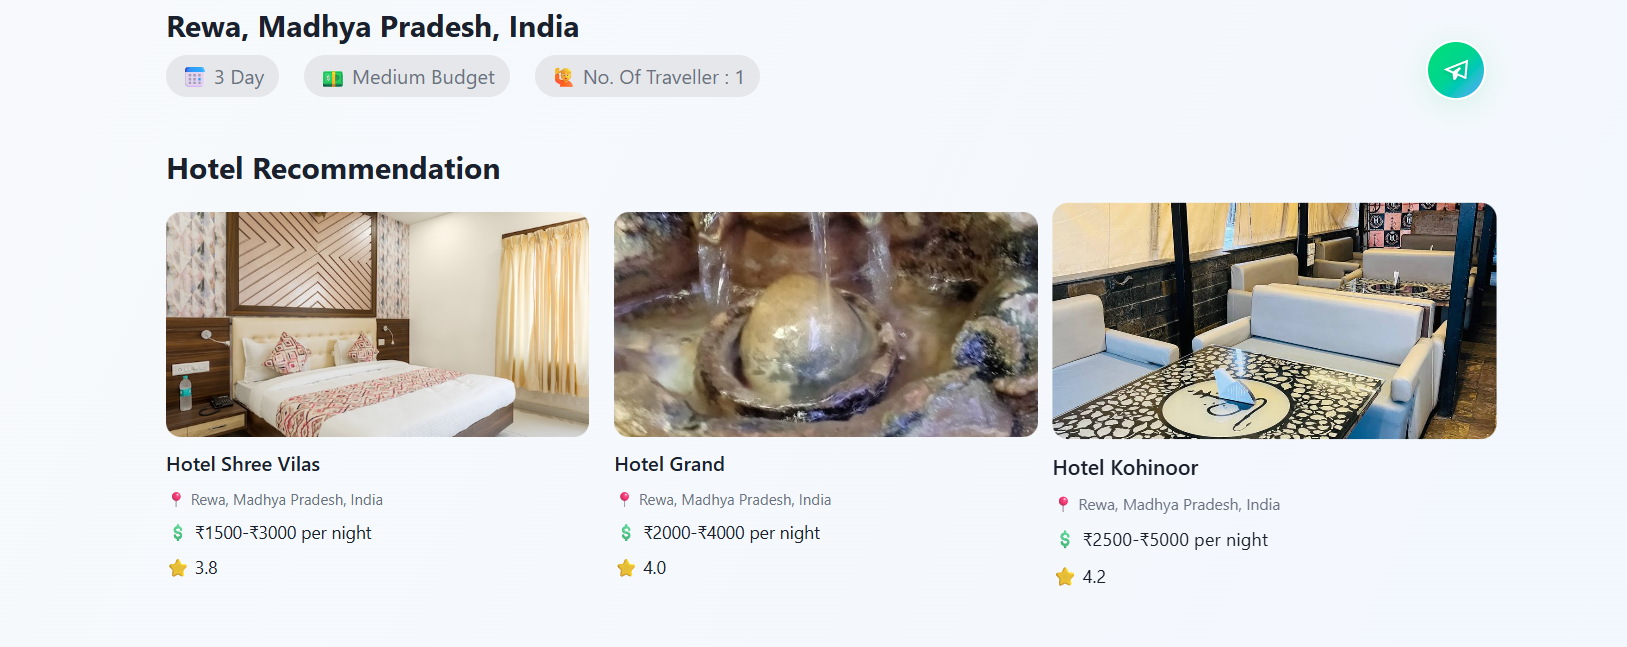 Rewa, Madhya Pradesh, India
3 Day
Medium Budget
No. Of Traveller : 1
Hotel Recommendation
Hotel Shree Vilas
Rewa, Madhya Pradesh, India
₹1500-₹3000 per night
3.8
Hotel Grand
Rewa, Madhya Pradesh, India
₹2000-₹4000 per night
4.0
Hotel Kohinoor
Rewa, Madhya Pradesh, India
₹2500-₹5000 per night
4.2